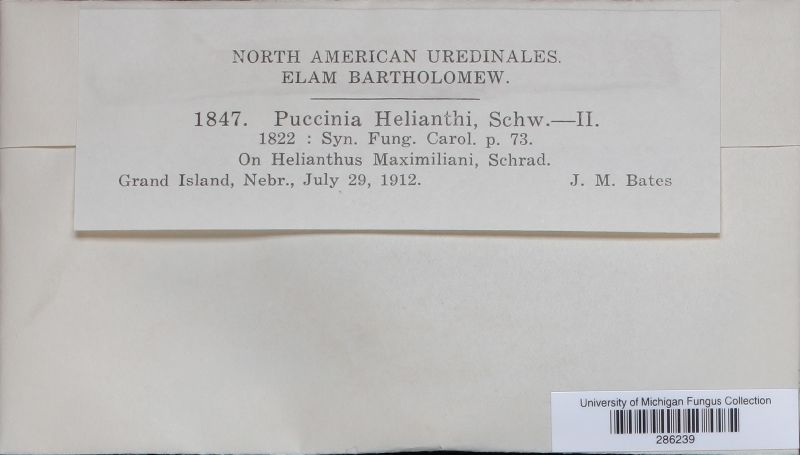 NORTH AMERICAN UREDINALES.
ELAM BARTHOLOMEW.
1847. Puccinia Helianthi, Schw.—II.
1822 : Syn. Fung. Carol. p. 73.
On Helianthus Maximiliani, Schrad.
Grand Island, Nebr., July 29, 1912. J. M. Bates
University of Michigan Fungus Collection
286239